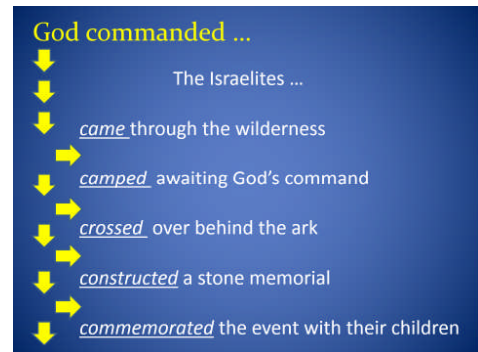 God commanded ...
The Israelites ...
came through the wilderness
camped awaiting God's command
crossed over behind the ark
constructed a stone memorial
commemorated the event with their children